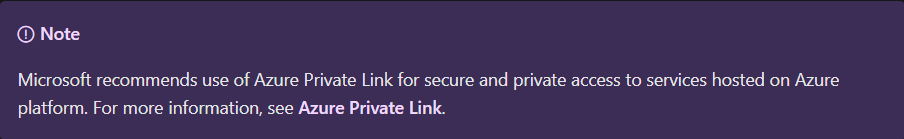 Note
Microsoft recommends use of Azure Private Link for secure and private access to services hosted on Azure
platform. For more information, see Azure Private Link.